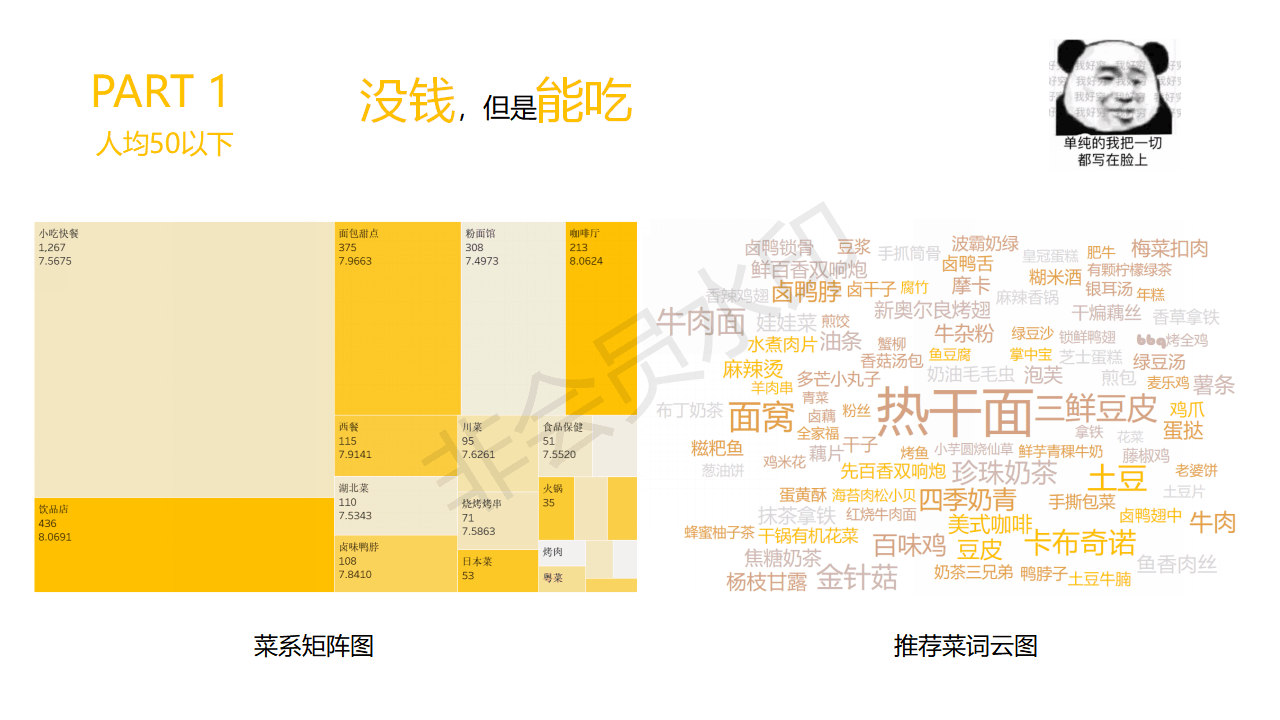 PART 1
人均50以下
没钱，但是能吃
我好穷 我好穷
单纯的我把一切
都写在脸上
小吃快餐
1,267
7.5675
面包甜点
375
7.9663
粉面馆
308
7.4973
咖啡厅
213
8.0624
西餐
115
7.9141
川菜
95
7.6261
食品保健
51
7.5520
湖北菜
110
7.5343
烧烤烤串
71
7.5863
火锅
35
饮品店
436
8.0691
卤味鸭脖
108
7.8410
日本菜
53
烤肉
粤菜
卤鸭锁骨
豆浆
手抓筒骨
波霸奶绿
皇冠蛋糕
肥牛
梅菜扣肉
鲜百香双响炮
卤鸭舌
糊米酒
有颗柠檬绿茶
香辣鸡翅
卤鸭脖
卤干子
腐竹
摩卡
麻辣香锅
银耳汤
年糕
牛肉面
娃娃菜
煎饺
新奥尔良烤翅
干煸藕丝
香草拿铁
水煮肉片
油条
蟹柳
牛杂粉
绿豆沙
锁鲜鸭翅
bbq烤全鸡
麻辣烫
香菇汤包
鱼豆腐
掌中宝
芝士蛋糕
绿豆汤
羊肉串
多芒小丸子
奶油毛毛虫
泡芙
煎包
麦乐鸡
薯条
布丁奶茶
面窝
青菜
卤藕
粉丝
热干面
三鲜豆皮
鸡爪
糍粑鱼
全家福
干子
拿铁
花菜
蛋挞
葱油饼
鸡米花
藕片
烤鱼
小芋圆烧仙草
鲜芋青稞牛奶
藤椒鸡
先百香双响炮
珍珠奶茶
土豆
老婆饼
蛋黄酥
海苔肉松小贝
四季奶青
手撕包菜
土豆片
抹茶拿铁
红烧牛肉面
美式咖啡
卤鸭翅中
牛肉
蜂蜜柚子茶
干锅有机花菜
百味鸡
豆皮
卡布奇诺
焦糖奶茶
鱼香肉丝
杨枝甘露
金针菇
奶茶三兄弟
鸭脖子
土豆牛腩
非会员水印
菜系矩阵图
推荐菜词云图